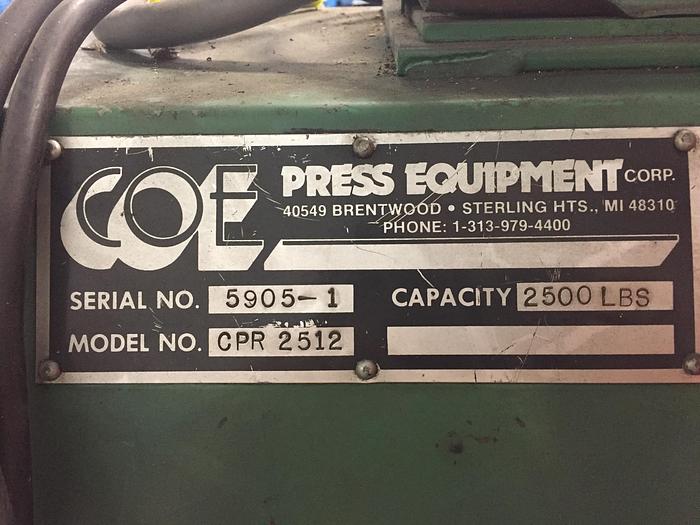 COE PRESS EQUIPMENT CORP.
40549 BRENTWOOD • STERLING HTS., MI 48310
PHONE: 1-313-979-4400
SERIAL NO. 5905-1 CAPACITY 2500 LBS
MODEL NO. CPR 2512